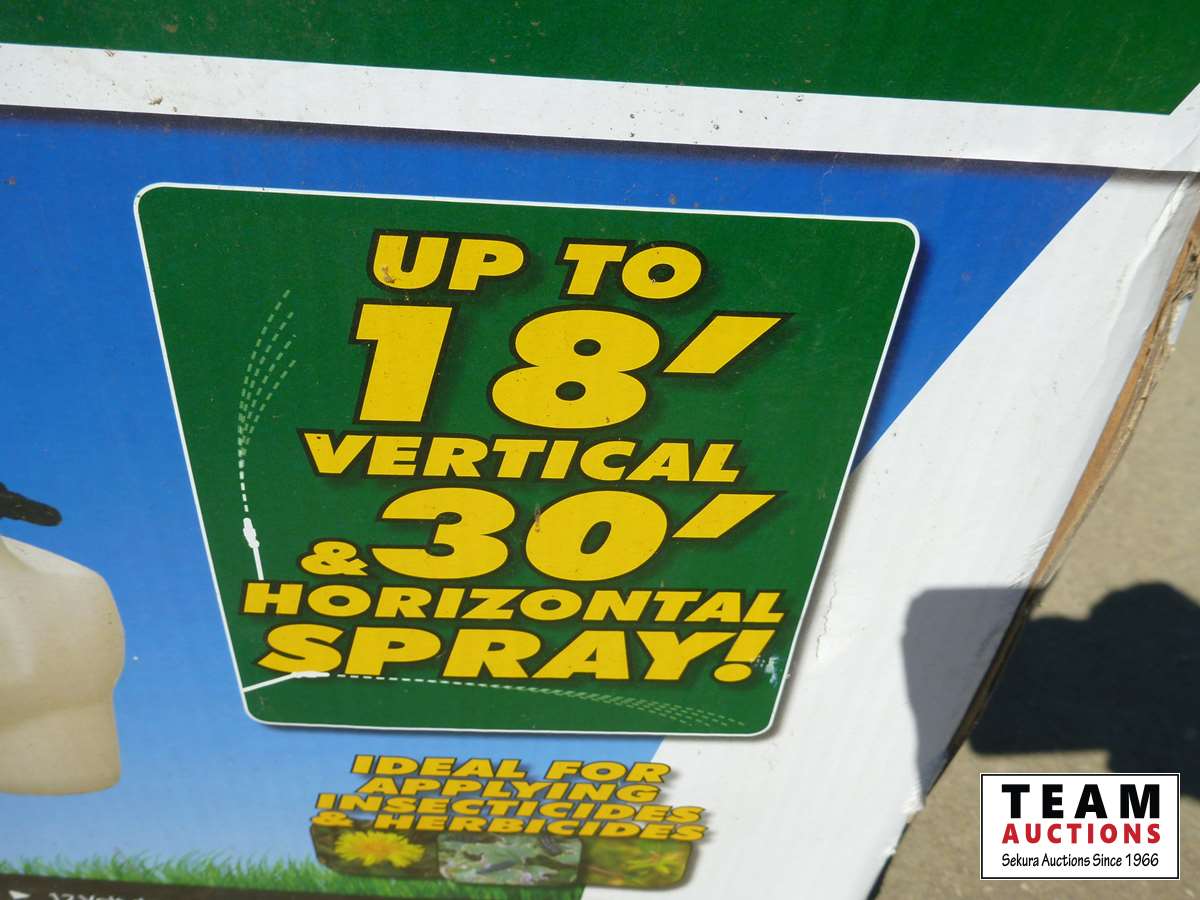 UP TO
18'
VERTICAL
& 30'
HORIZONTAL
SPRAY!
IDEAL FOR
APPLYING
INSECTICIDES
& HERBICIDES
TEAM
AUCTIONS
Sekura Auctions Since 1966